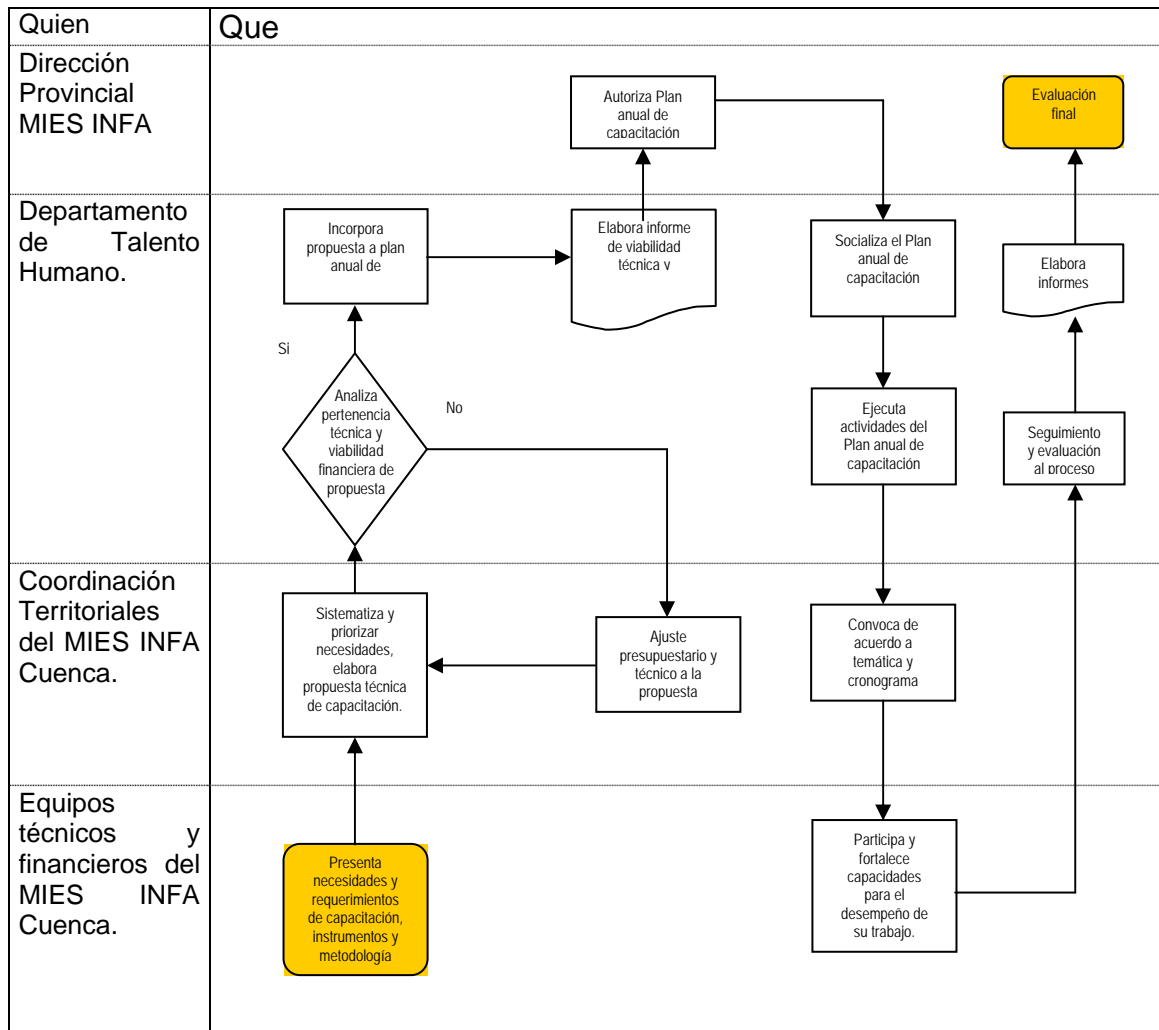 Quien
Que
Dirección
Provincial
MIES INFA
Autoriza Plan
anual de
capacitación
Evaluación
final
Departamento
de Talento
Humano.
Incorpora
propuesta a plan
anual de
Elabora informe
de viabilidad
técnica y
Socializa el Plan
anual de
capacitación
Elabora
informes
Si
Analiza
pertenencia
técnica y
viabilidad
financiera de
propuesta
No
Ejecuta
actividades del
Plan anual de
capacitación
Seguimiento
y evaluación
al proceso
Coordinación
Territoriales
del MIES INFA
Cuenca.
Sistematiza y
priorizar
necesidades,
elabora
propuesta técnica
de capacitación.
Ajuste
presupuestario y
técnico a la
propuesta
Convoca de
acuerdo a
temática y
cronograma
Equipos
técnicos y
financieros del
MIES INFA
Cuenca.
Presenta
necesidades y
requerimientos
de capacitación,
instrumentos y
metodología
Participa y
fortalece
capacidades
para el
desempeño de
su trabajo.